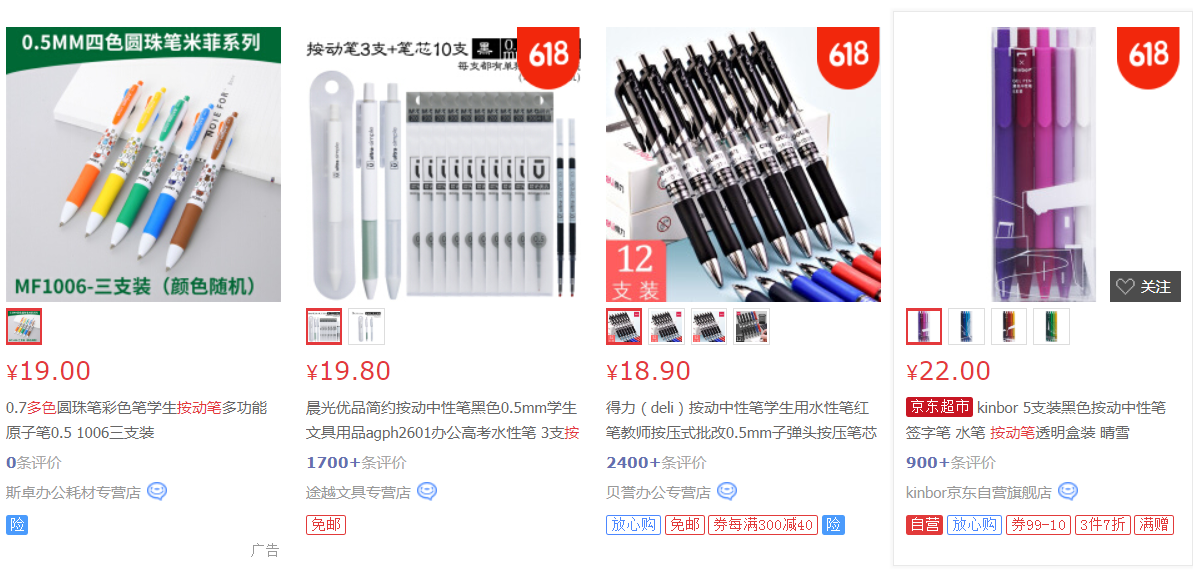 0.5MM四色圆珠笔米菲系列
MF1006-三支装（颜色随机）
¥19.00
0.7多色圆珠笔彩色笔学生按动笔多功能
原子笔0.5 1006三支装
0条评价
斯卓办公耗材专营店
险
广告
按动笔3支+笔芯10支 黑
618
¥19.80
晨光优品简约按动中性笔黑色0.5mm学生
文具用品agph2601办公高考水性笔 3支按
1700+条评价
途越文具专营店
免邮
618
12
支装
¥18.90
得力（deli）按动中性笔学生用水性笔红
笔教师按压式批改0.5mm子弹头按压笔芯
2400+条评价
贝誉办公专营店
放心购 免邮 券每满300减40 险
618
kinbor
关注
¥22.00
京东超市 kinbor 5支装黑色按动中性笔
签字笔 水笔 按动笔透明盒装 晴雪
900+条评价
kinbor京东自营旗舰店
自营 放心购 券99-10 3件7折 满赠